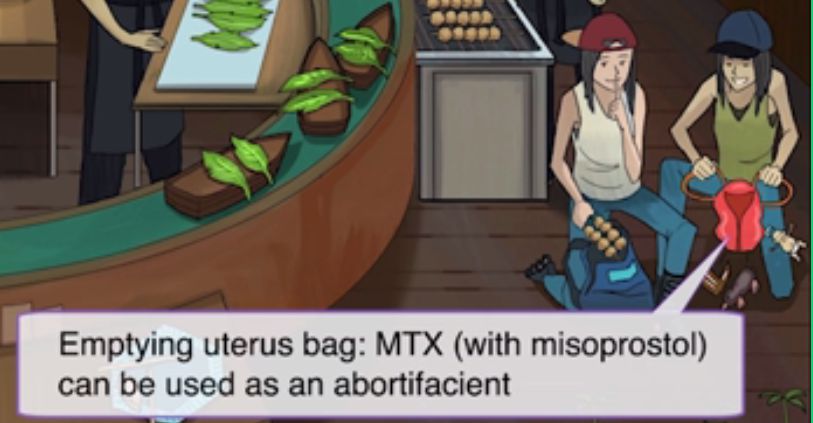 Emptying uterus bag: MTX (with misoprostol)
can be used as an abortifacient